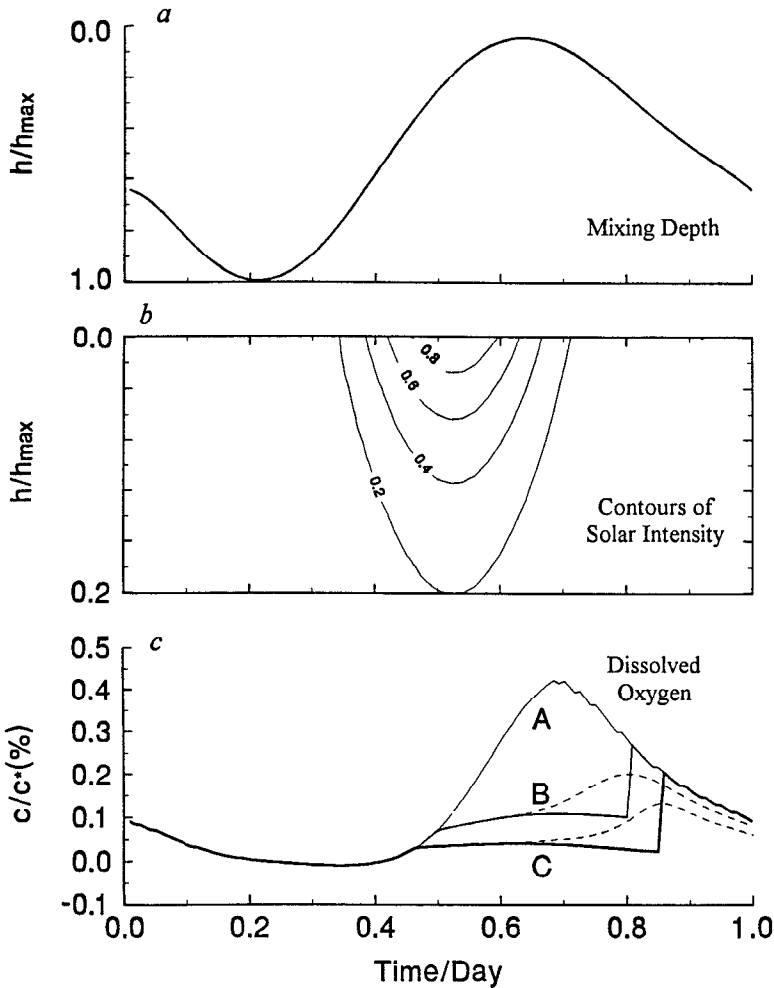 a
0.0
h/hmax
Mixing Depth
1.0
b
0.0
0.8
0.6
0.4
0.2
h/hmax
Contours of
Solar Intensity
0.2
c
0.5
Dissolved
Oxygen
0.4
A
0.3
c/c*(%)
0.2
B
0.1
C
0.0
-0.1
0.0 0.2 0.4 0.6 0.8 1.0
Time/Day